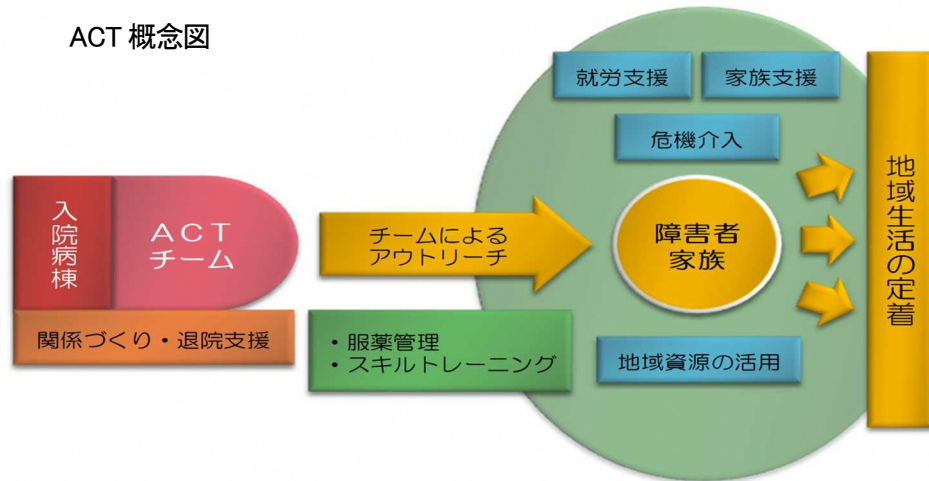 ACT 概念図
就労支援
家族支援
危機介入
入院病棟
ACT
チーム
チームによる
アウトリーチ
障害者
家族
地域生活の定着
関係づくり・退院支援
・服薬管理
・スキルトレーニング
地域資源の活用